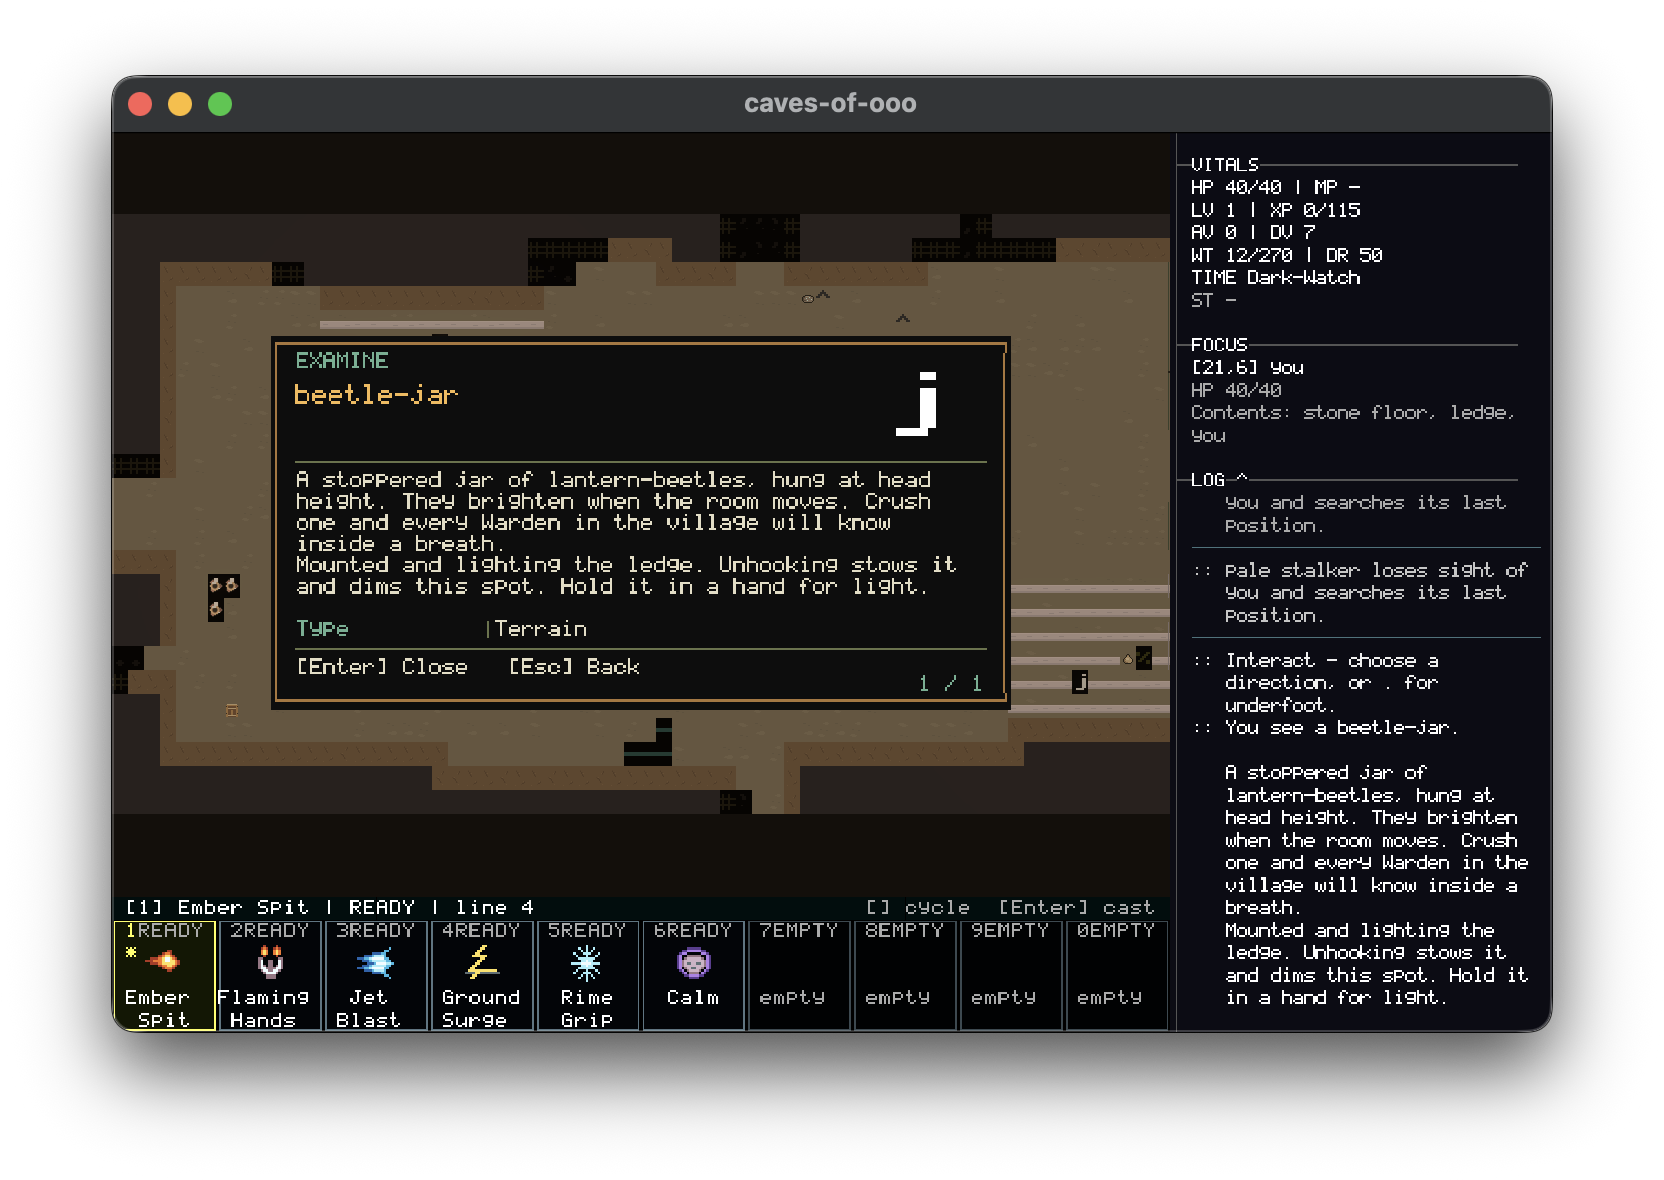 caves-of-ooo
EXAMINE
beetle-jar
j
A stoppered jar of lantern-beetles, hung at head
height. They brighten when the room moves. Crush
one and every Warden in the village will know
inside a breath.
Mounted and lighting the ledge. Unhooking stows it
and dims this spot. Hold it in a hand for light.
Type |Terrain
[Enter] Close [Esc] Back
1 / 1
j
[1] Ember Spit | READY | line 4 [] cycle [Enter] cast
1READY 2READY 3READY 4READY 5READY 6READY 7EMPTY 8EMPTY 9EMPTY 0EMPTY
*
Ember Flaming Jet Ground Rime Calm empty empty empty empty
Spit Hands Blast Surge Grip
VITALS
HP 40/40 | MP -
LV 1 | XP 0/115
AV 0 | DV 7
WT 12/270 | DR 50
TIME Dark-Watch
ST -
FOCUS
[21,6] You
HP 40/40
Contents: stone floor, ledge,
you
LOG ^
you and searches its last
position.
:: Pale stalker loses sight of
you and searches its last
position.
:: Interact - choose a
direction, or . for
underfoot.
:: You see a beetle-jar.
A stoppered jar of
lantern-beetles, hung at
head height. They brighten
when the room moves. Crush
one and every Warden in the
village will know inside a
breath.
Mounted and lighting the
ledge. Unhooking stows it
and dims this spot. Hold it
in a hand for light.